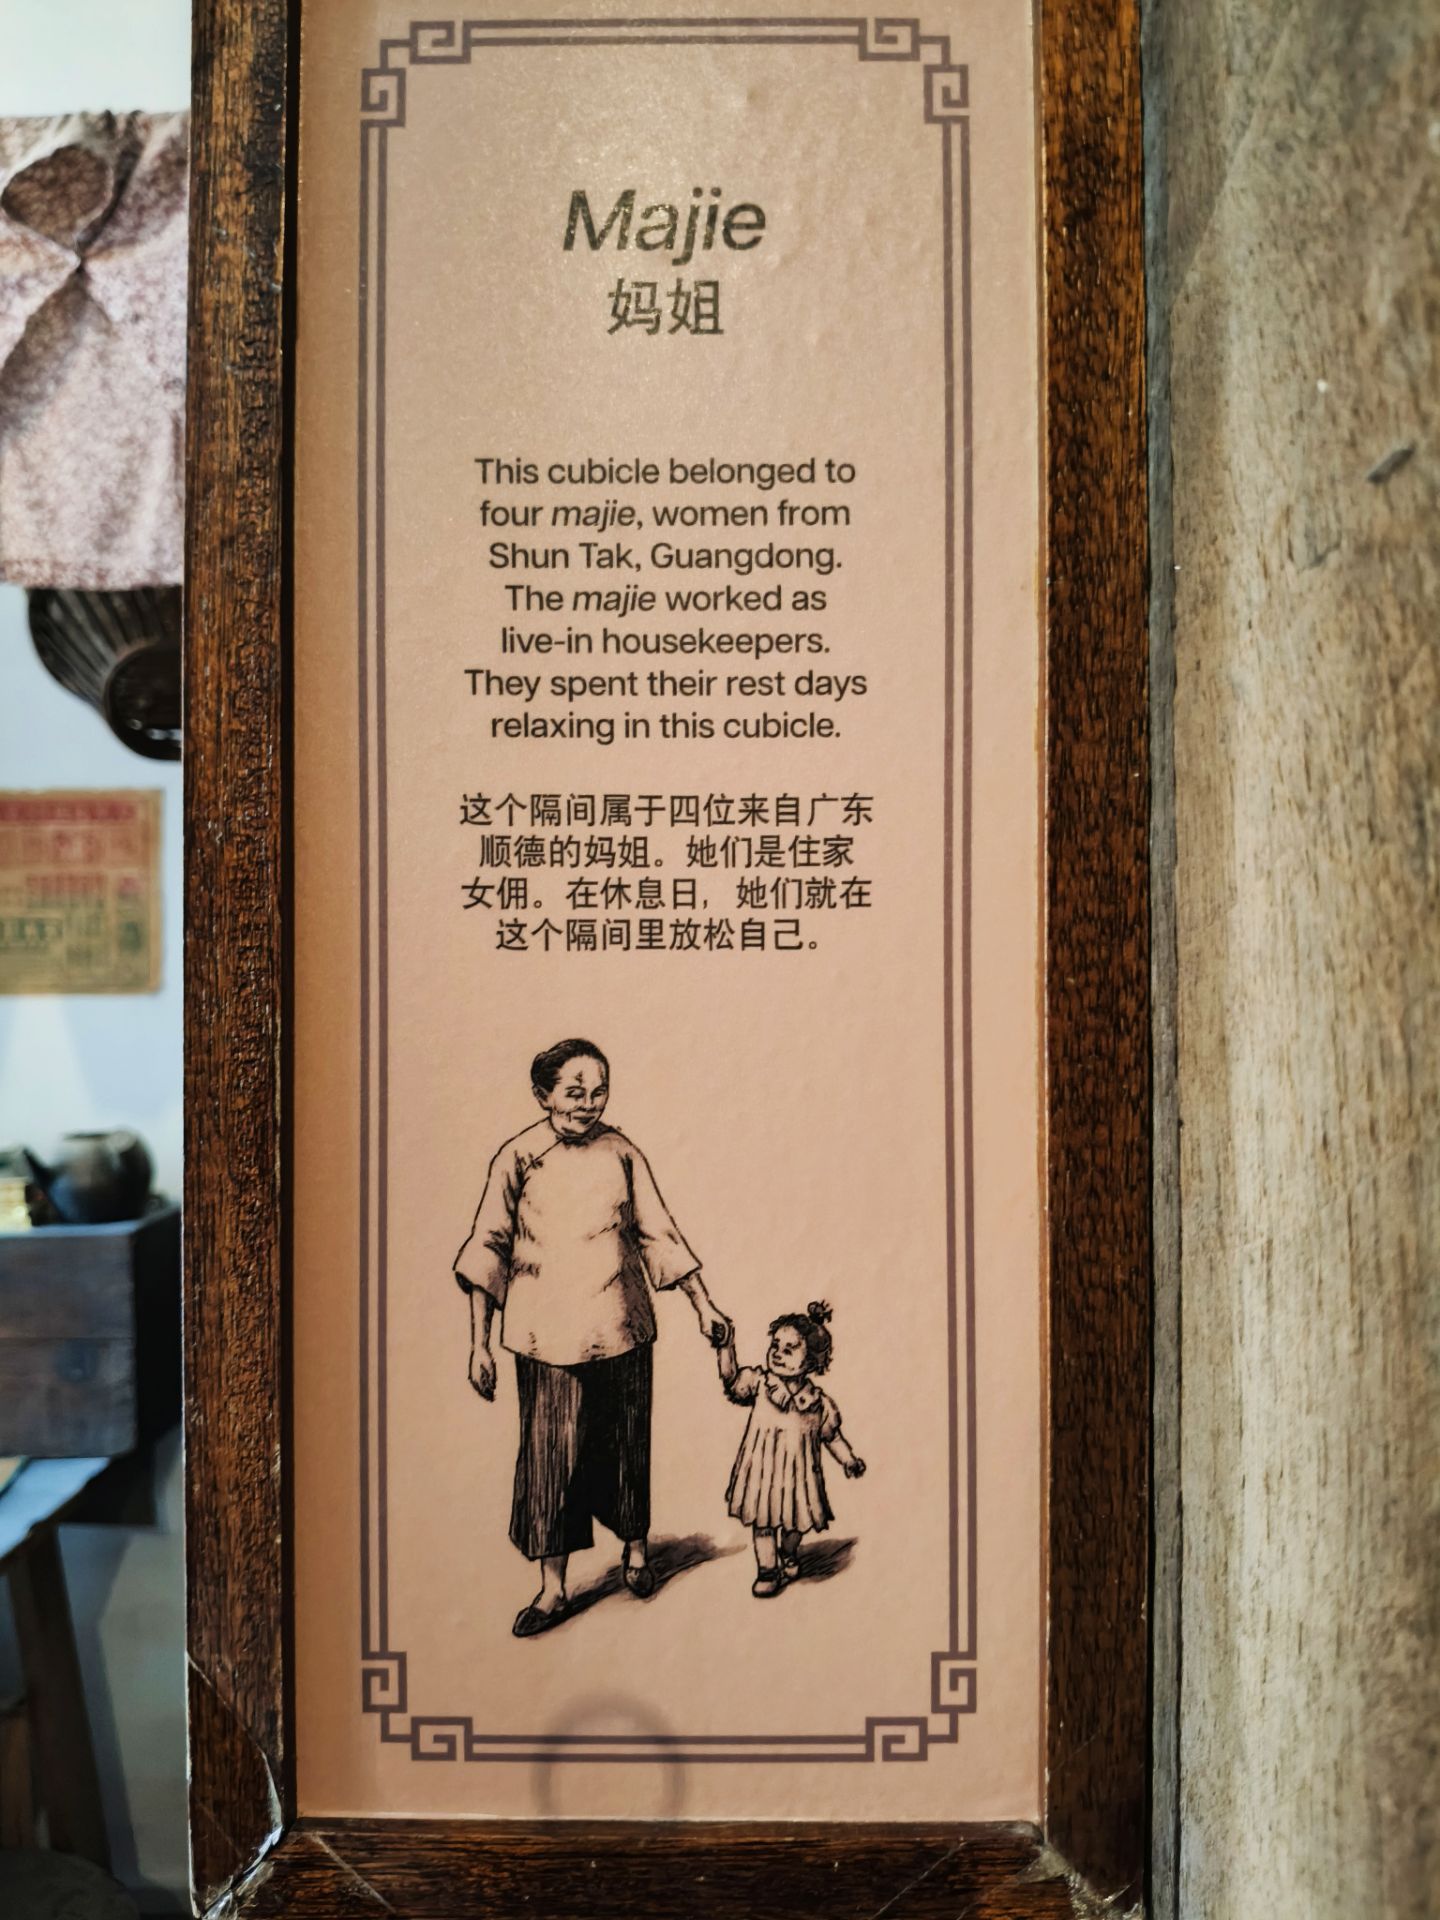 Majie
妈姐
This cubicle belonged to
four majie, women from
Shun Tak, Guangdong.
The majie worked as
live-in housekeepers.
They spent their rest days
relaxing in this cubicle.
这个隔间属于四位来自广东
顺德的妈姐。她们是住家
女佣。在休息日，她们就在
这个隔间里放松自己。